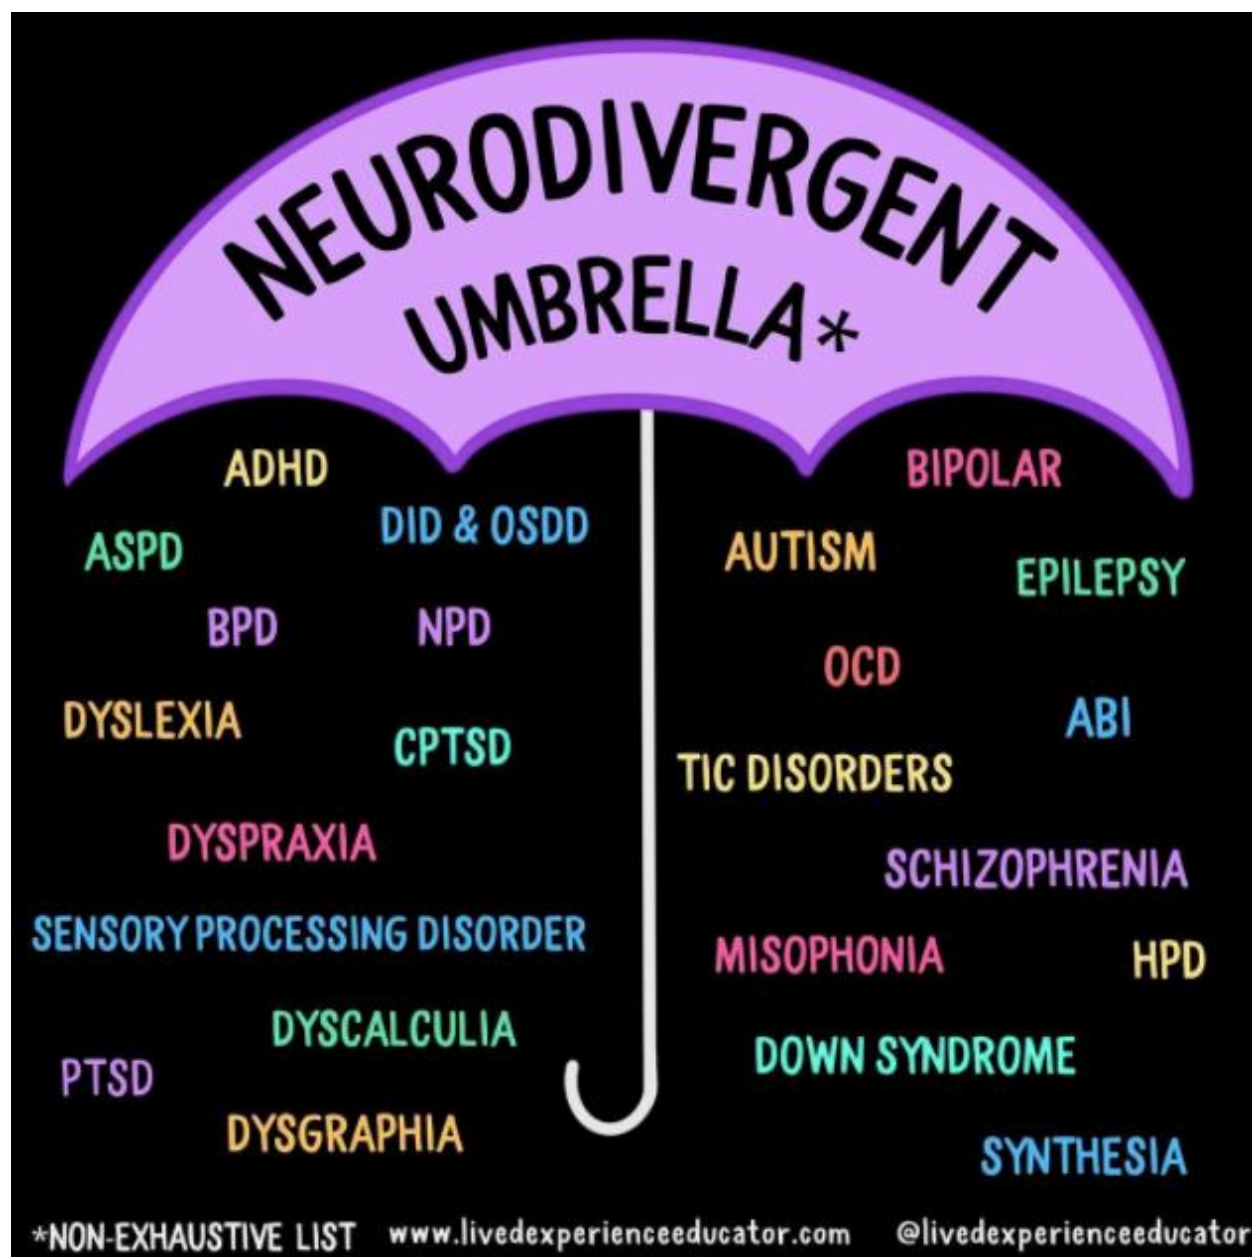 NEURODIVERGENT
UMBRELLA*
ADHD
DID & OSDD
ASPD
BPD
NPD
DYSLEXIA
CPTSD
DYSPRAXIA
SENSORY PROCESSING DISORDER
DYSCALCULIA
PTSD
DYSGRAPHIA
BIPOLAR
AUTISM
EPILEPSY
OCD
ABI
TIC DISORDERS
SCHIZOPHRENIA
MISOPHONIA
HPD
DOWN SYNDROME
SYNTHESIA
*NON-EXHAUSTIVE LIST www.livedexperienceeducator.com @livedexperienceeducator